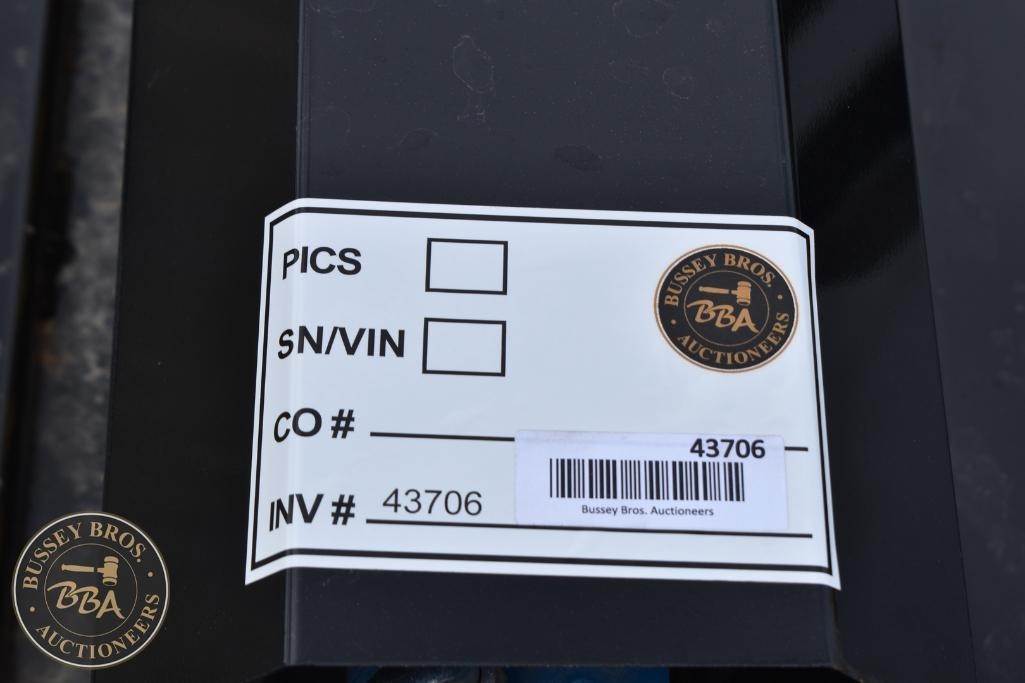 PICS
BUSSEY BROS.
BBA
AUCTIONEERS
SN/VIN
CO #
43706
INV # 43706
Bussey Bros. Auctioneers
BUSSEY BROS.
BBA
AUCTIONEERS